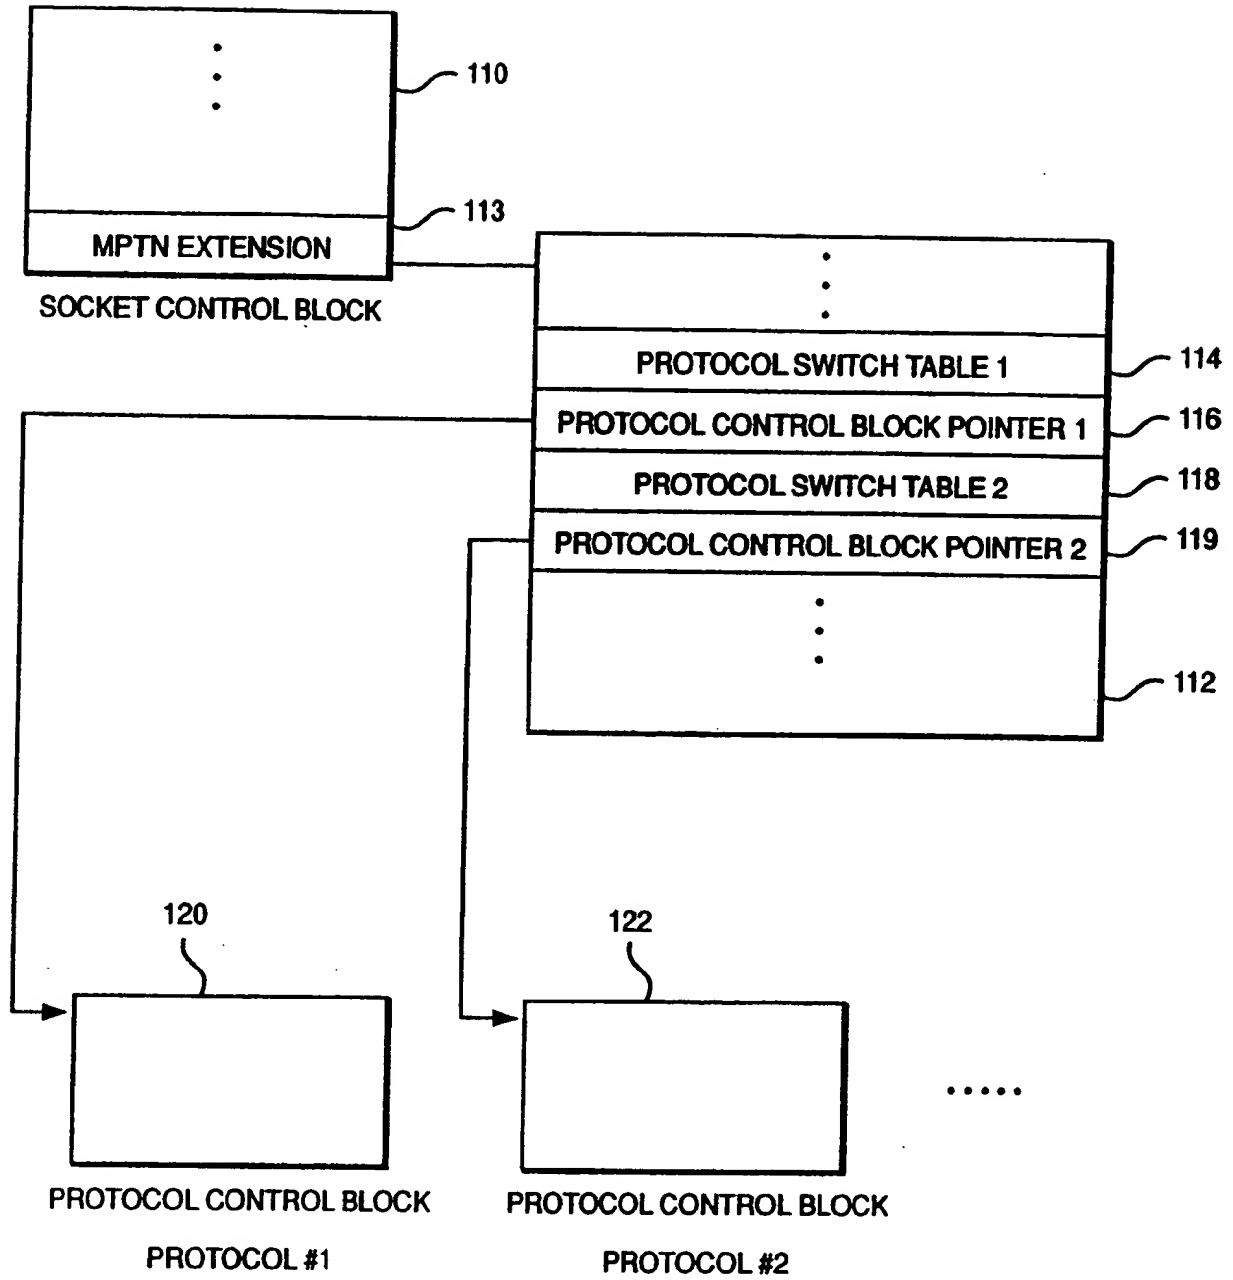 110
113
MPTN EXTENSION
SOCKET CONTROL BLOCK
PROTOCOL SWITCH TABLE 1
114
PROTOCOL CONTROL BLOCK POINTER 1
116
PROTOCOL SWITCH TABLE 2
118
PROTOCOL CONTROL BLOCK POINTER 2
119
112
120
122
PROTOCOL CONTROL BLOCK
PROTOCOL #1
PROTOCOL CONTROL BLOCK
PROTOCOL #2